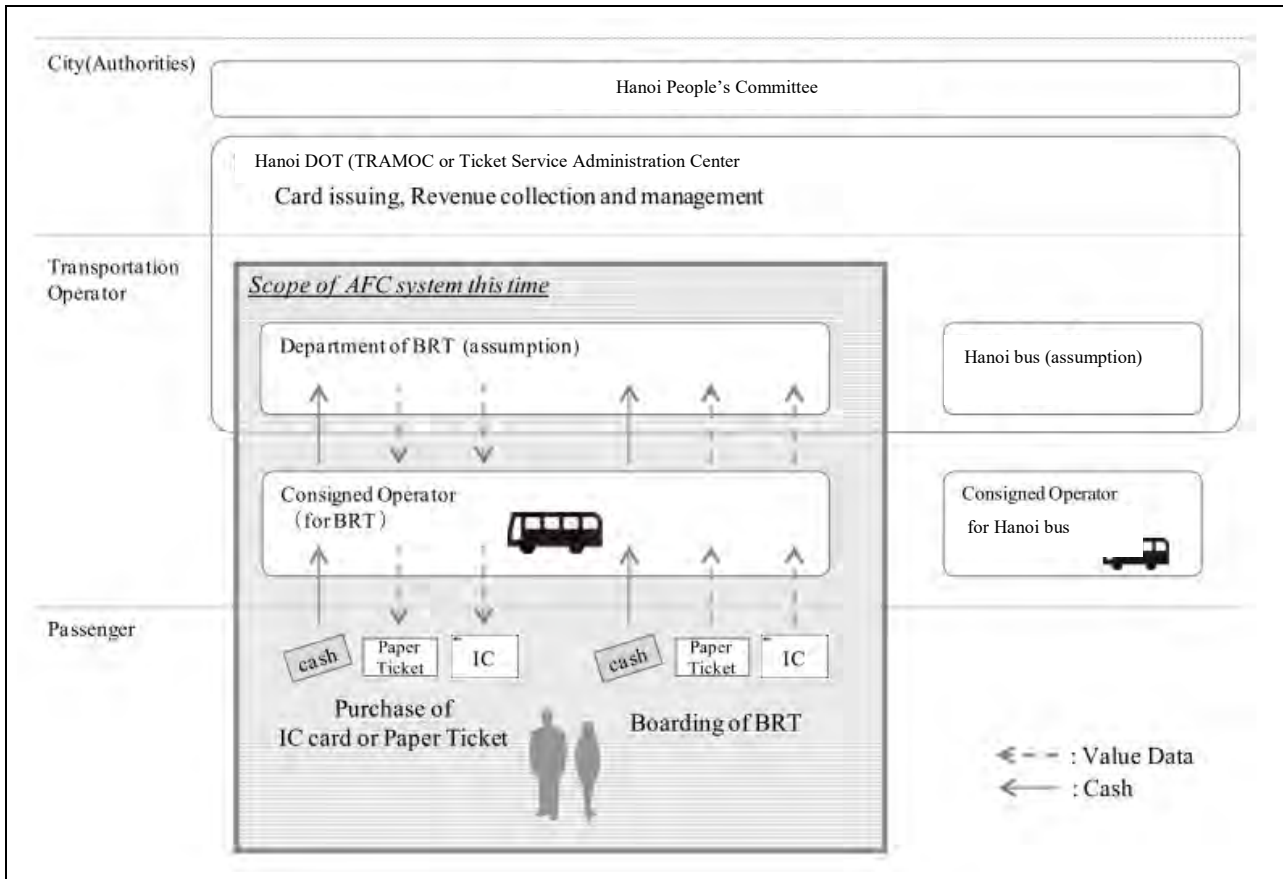 City(Authorities)
Hanoi People's Committee
Hanoi DOT (TRAMOC or Ticket Service Administration Center
Card issuing, Revenue collection and management
Transportation
Operator
Scope of AFC system this time
Department of BRT (assumption)
Hanoi bus (assumption)
Consigned Operator
(for BRT)
Consigned Operator
for Hanoi bus
Passenger
cash
Paper
Ticket
IC
cash
Paper
Ticket
IC
Purchase of
IC card or Paper Ticket
Boarding of BRT
: Value Data
: Cash